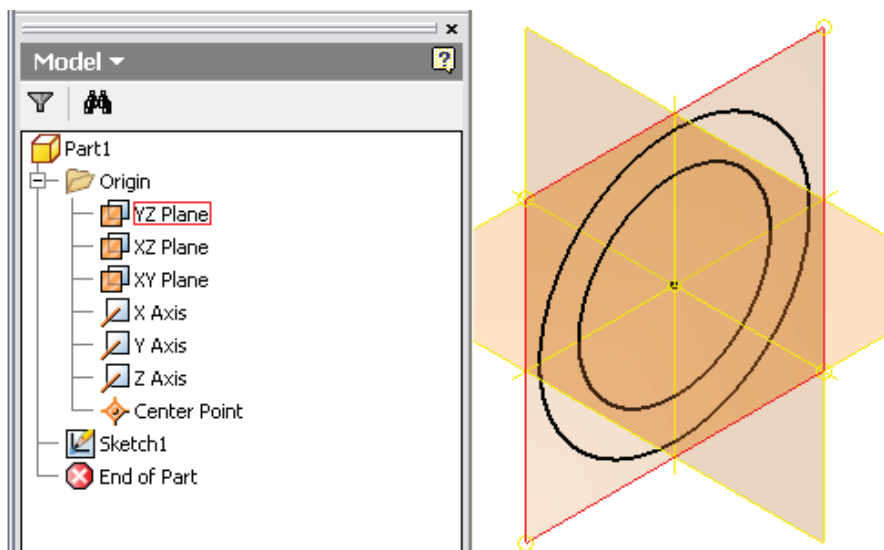 Model
Part1
Origin
YZ Plane
XZ Plane
XY Plane
X Axis
Y Axis
Z Axis
Center Point
Sketch1
End of Part